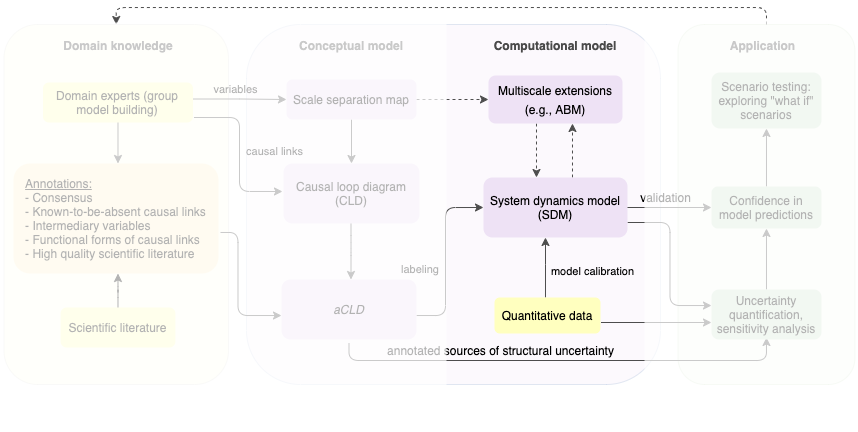 Domain knowledge
Conceptual model
Computational model
Application
Domain experts (group
model building)
variables
Scale separation map
Multiscale extensions
(e.g., ABM)
Scenario testing:
exploring "what if"
scenarios
causal links
Annotations:
- Consensus
- Known-to-be-absent causal links
- Intermediary variables
- Functional forms of causal links
- High quality scientific literature
Causal loop diagram
(CLD)
System dynamics model
(SDM)
validation
Confidence in
model predictions
labeling
model calibration
Scientific literature
aCLD
Quantitative data
Uncertainty
quantification,
sensitivity analysis
annotated sources of structural uncertainty